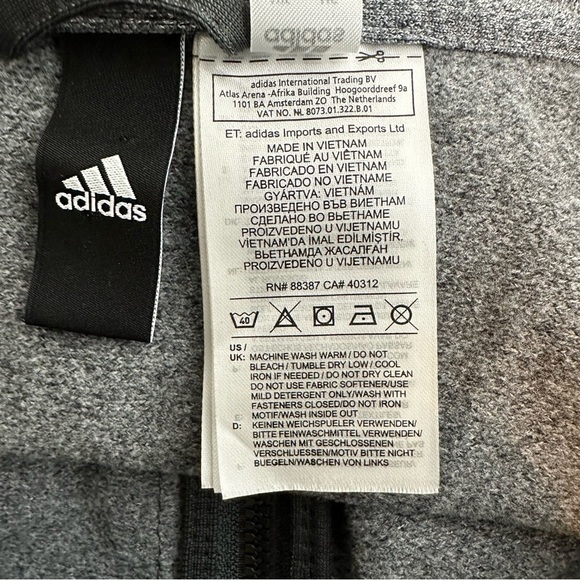 adidas
adidas
adidas International Trading BV
Atlas Arena -Afrika Building Hoogoorddreef 9a
1101 BA Amsterdam ZO The Netherlands
VAT NO. NL 8073.01.322.B.01
ET: adidas Imports and Exports Ltd
MADE IN VIETNAM
FABRIQUÉ AU VIÊTNAM
FABRICADO EN VIETNAM
FABRICADO NO VIETNAME
GYÁRTVA: VIETNÁM
ПРОИЗВЕДЕНО ВЪВ ВИЕТНАМ
СДЕЛАНО ВО ВЬЕТНАМЕ
PROIZVEDENO U VIJETNAMU
VİETNAM'DA İMAL EDİLMİŞTİR.
ВЬЕТНАМДА ЖАСАЛҒАН
PROIZVEDENO U VIJETNAMU
RN# 88387 CA# 40312
40
US /
UK: MACHINE WASH WARM / DO NOT
BLEACH / TUMBLE DRY LOW / COOL
IRON IF NEEDED / DO NOT DRY CLEAN
DO NOT USE FABRIC SOFTENER/USE
MILD DETERGENT ONLY/WASH WITH
FASTENERS CLOSED/DO NOT IRON
MOTIF/WASH INSIDE OUT
D: KEINEN WEICHSPUELER VERWENDEN/
BITTE FEINWASCHMITTEL VERWENDEN/
WASCHEN MIT GESCHLOSSENEN
VERSCHLUESSEN/MOTIV BITTE NICHT
BUEGELN/WASCHEN VON LINKS